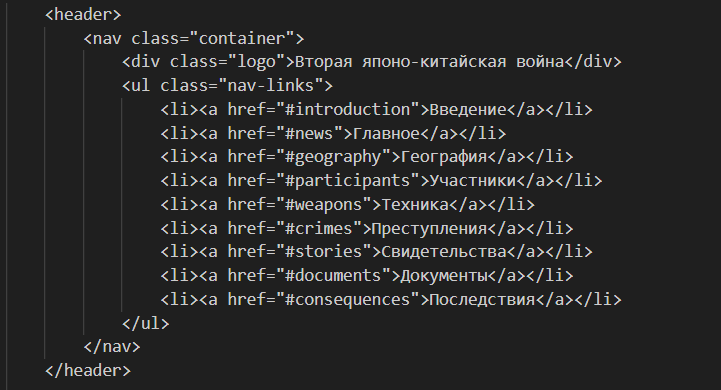 <header>
<nav class="container">
<div class="logo">Вторая японо-китайская война</div>
<ul class="nav-links">
<li><a href="#introduction">Введение</a></li>
<li><a href="#news">Главное</a></li>
<li><a href="#geography">География</a></li>
<li><a href="#participants">Участники</a></li>
<li><a href="#weapons">Техника</a></li>
<li><a href="#crimes">Преступления</a></li>
<li><a href="#stories">Свидетельства</a></li>
<li><a href="#documents">Документы</a></li>
<li><a href="#consequences">Последствия</a></li>
</ul>
</nav>
</header>